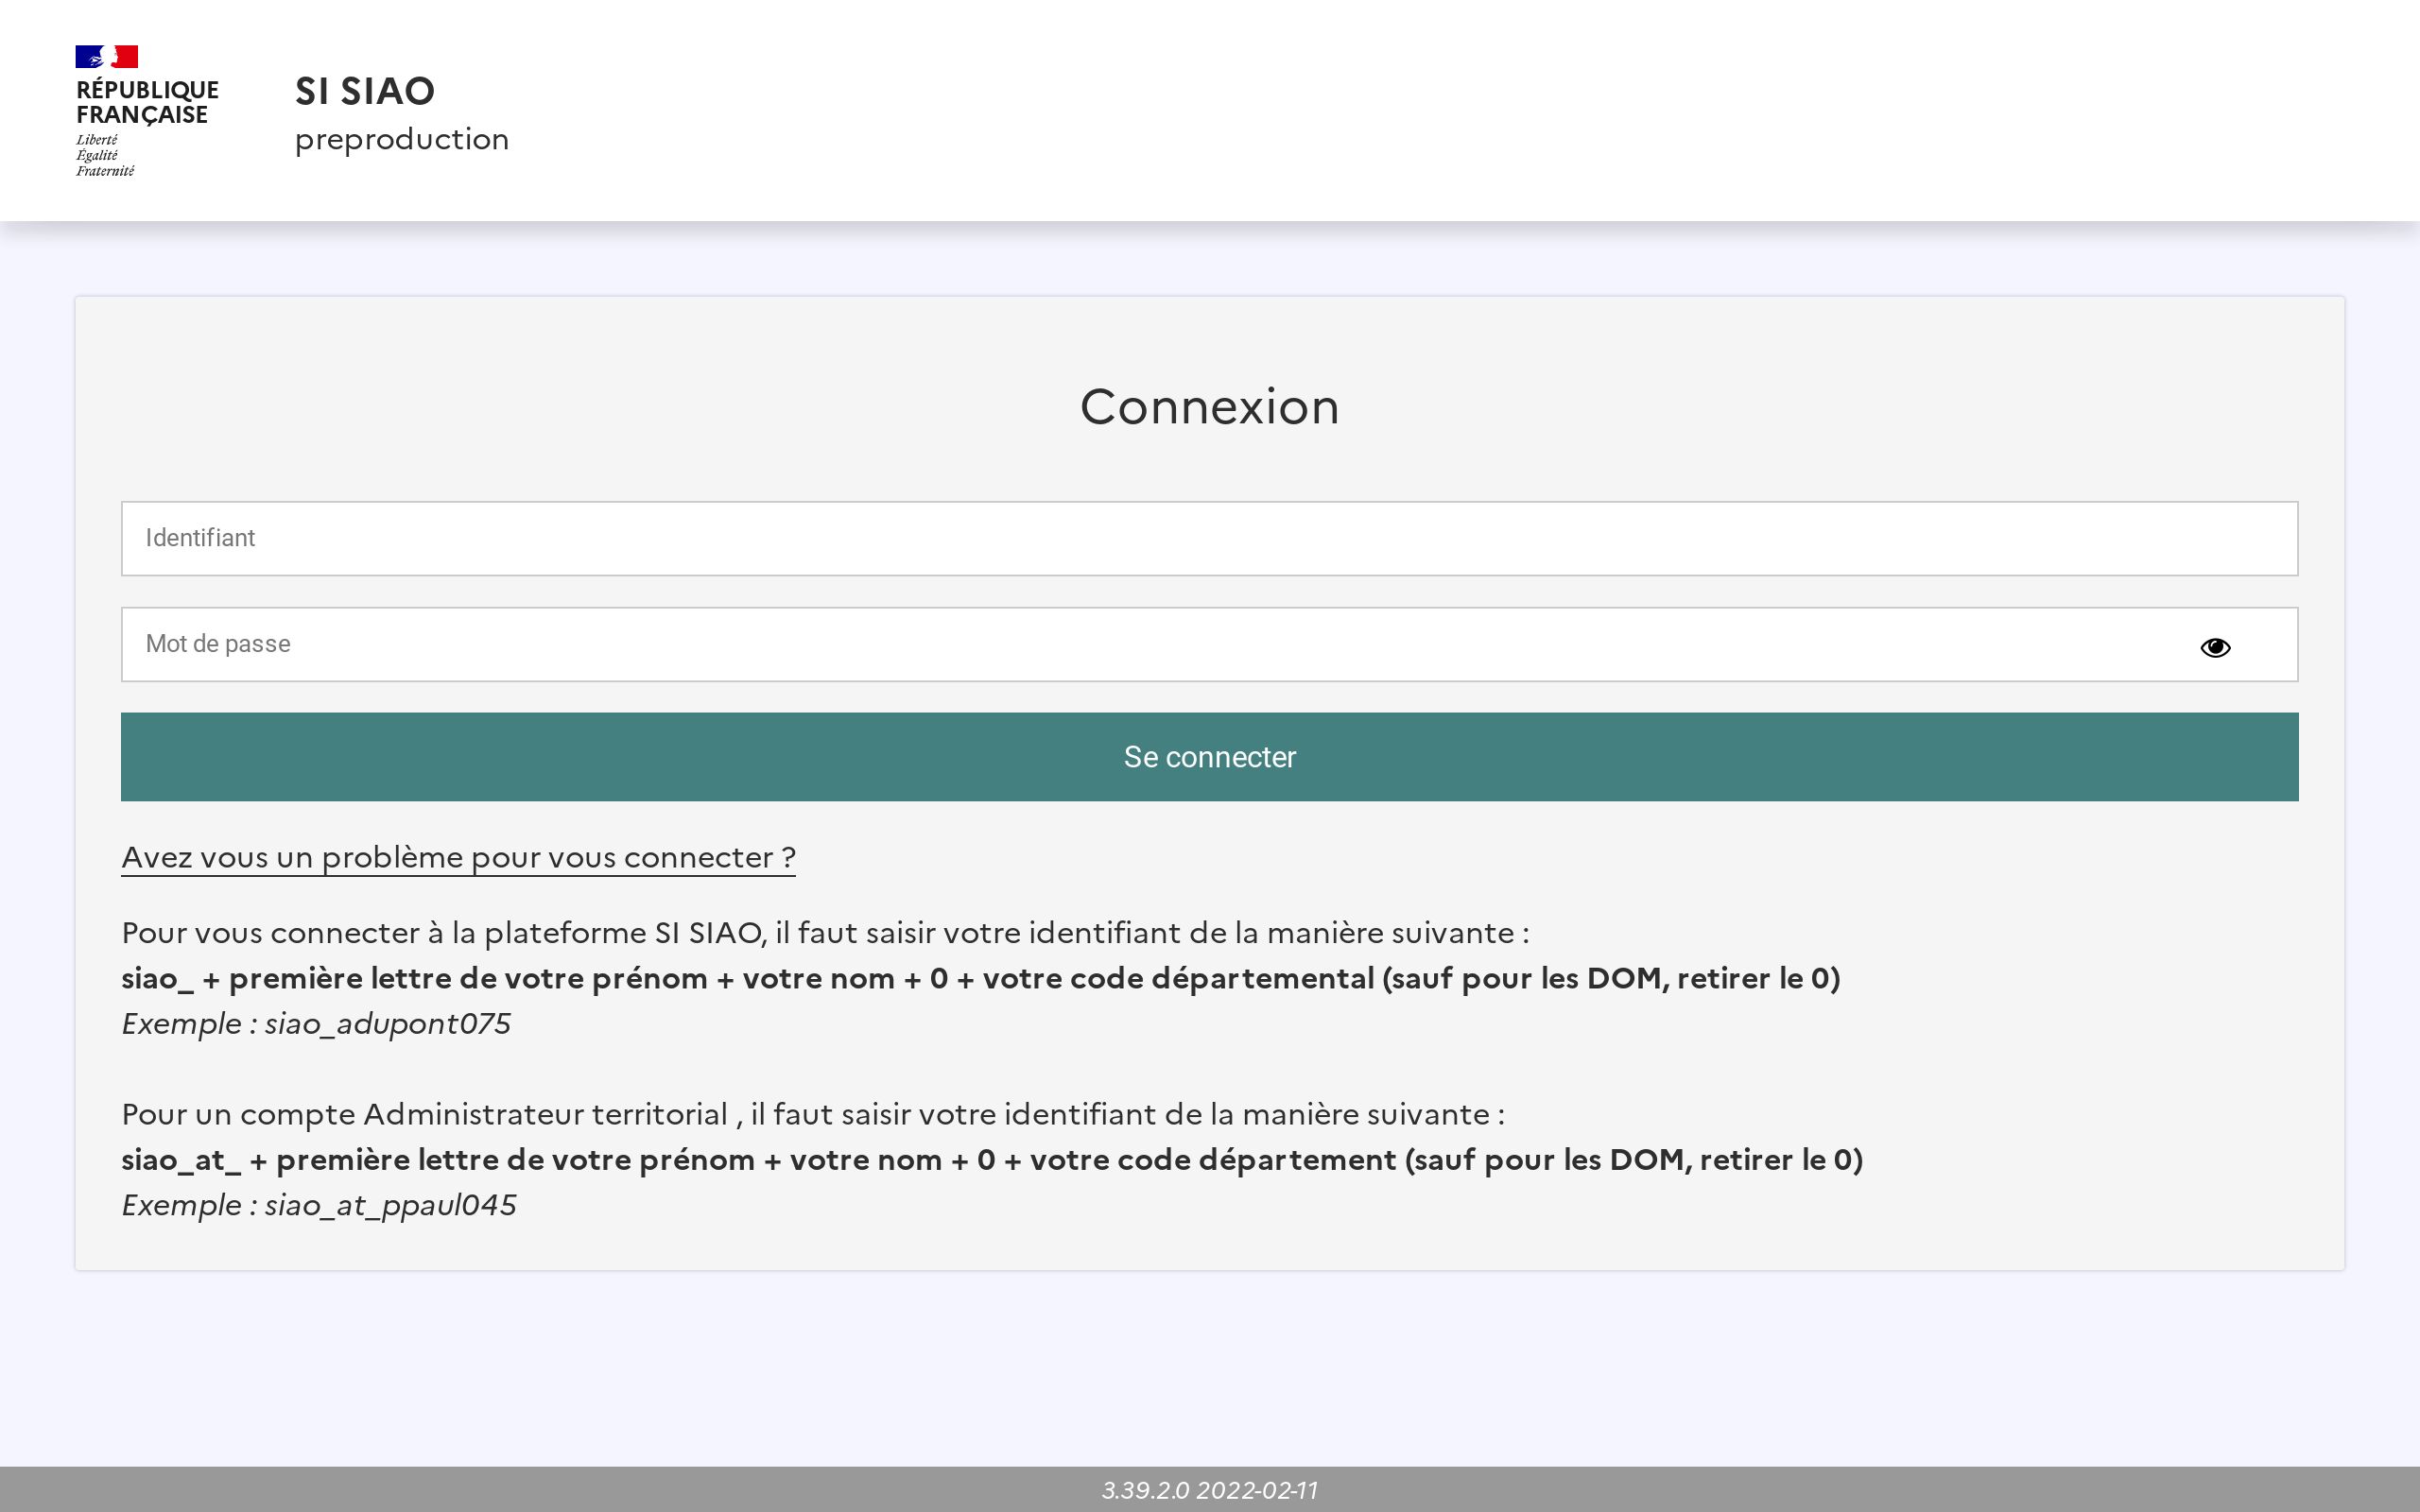 RÉPUBLIQUE
FRANÇAISE
Liberté
Égalité
Fraternité
SI SIAO
preproduction
Connexion
Identifiant
Mot de passe
Se connecter
Avez vous un problème pour vous connecter ?
Pour vous connecter à la plateforme SI SIAO, il faut saisir votre identifiant de la manière suivante :
siao_ + première lettre de votre prénom + votre nom + 0 + votre code départemental (sauf pour les DOM, retirer le 0)
Exemple : siao_adupont075
Pour un compte Administrateur territorial , il faut saisir votre identifiant de la manière suivante :
siao_at_ + première lettre de votre prénom + votre nom + 0 + votre code département (sauf pour les DOM, retirer le 0)
Exemple : siao_at_ppaul045
3.39.2.0 2022-02-11